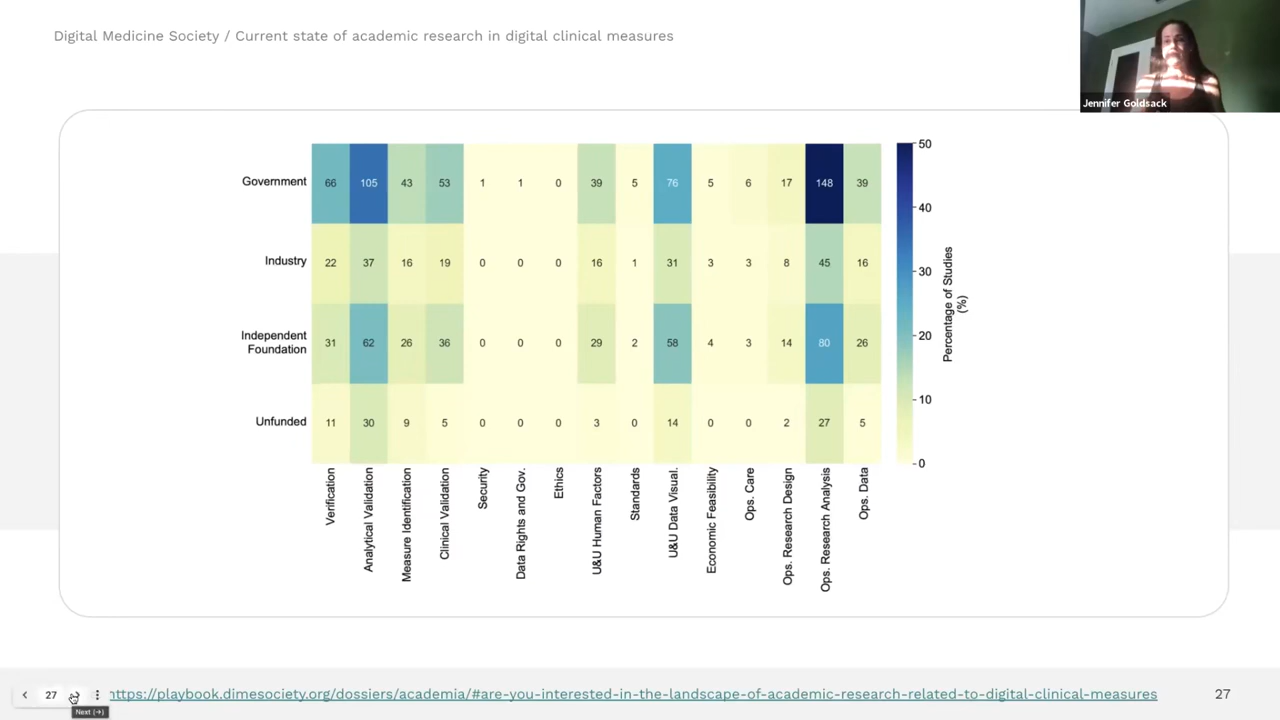 Digital Medicine Society / Current state of academic research in digital clinical measures
Jennifer Goldsack
Government 66 105 43 53 1 1 0 39 5 76 5 6 17 148 39
Industry 22 37 16 19 0 0 0 16 1 31 3 3 8 45 16
Independent
Foundation 31 62 26 36 0 0 0 29 2 58 4 3 14 80 26
Unfunded 11 30 9 5 0 0 0 3 0 14 0 0 2 27 5
Verification
Analytical Validation
Measure Identification
Clinical Validation
Security
Data Rights and Gov.
Ethics
U&U Human Factors
Standards
U&U Data Visual.
Economic Feasibility
Ops. Care
Ops. Research Design
Ops. Research Analysis
Ops. Data
50
40
30
20
10
0
Percentage of Studies
(%)
27
https://playbook.dimesociety.org/dossiers/academia/#are-you-interested-in-the-landscape-of-academic-research-related-to-digital-clinical-measures
27
Next (→)